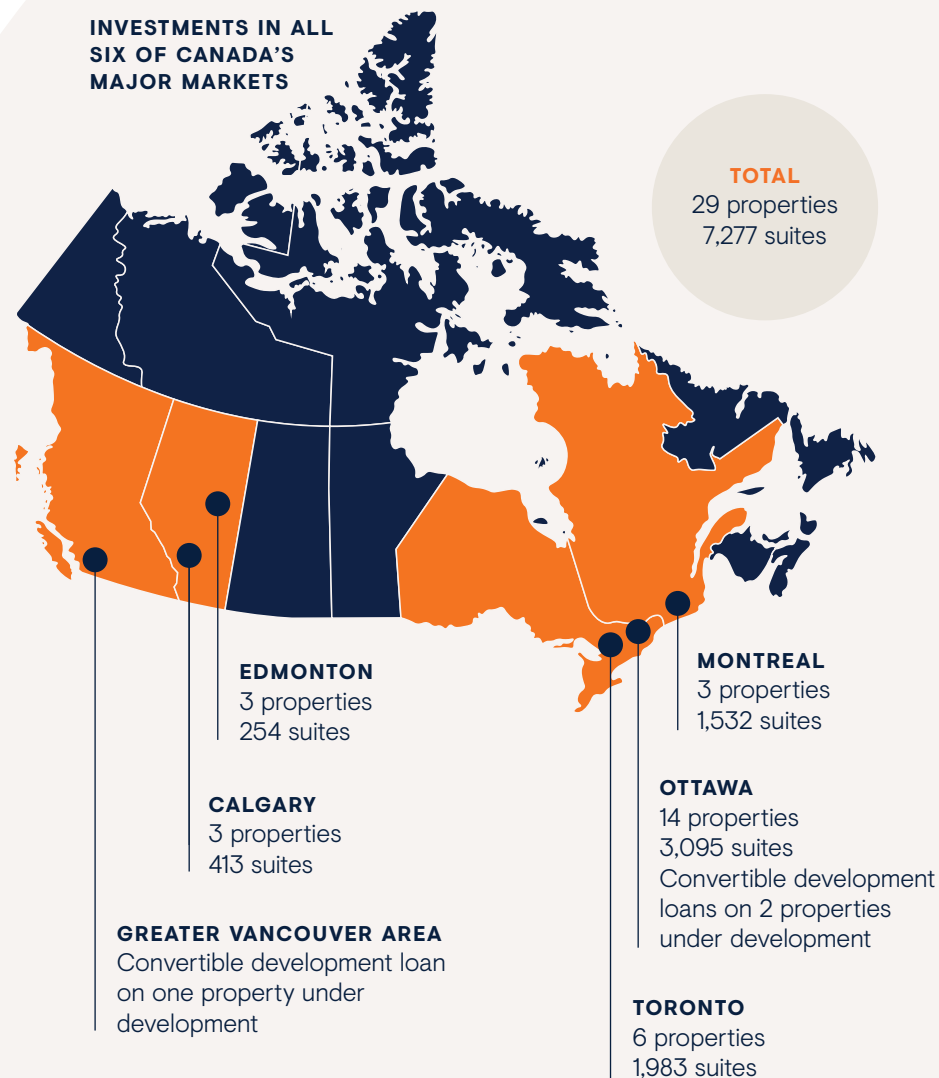 INVESTMENTS IN ALL
SIX OF CANADA'S
MAJOR MARKETS
TOTAL
29 properties
7,277 suites
EDMONTON
3 properties
254 suites
MONTREAL
3 properties
1,532 suites
CALGARY
3 properties
413 suites
OTTAWA
14 properties
3,095 suites
Convertible development
loans on 2 properties
under development
GREATER VANCOUVER AREA
Convertible development loan
on one property under
development
TORONTO
6 properties
1,983 suites